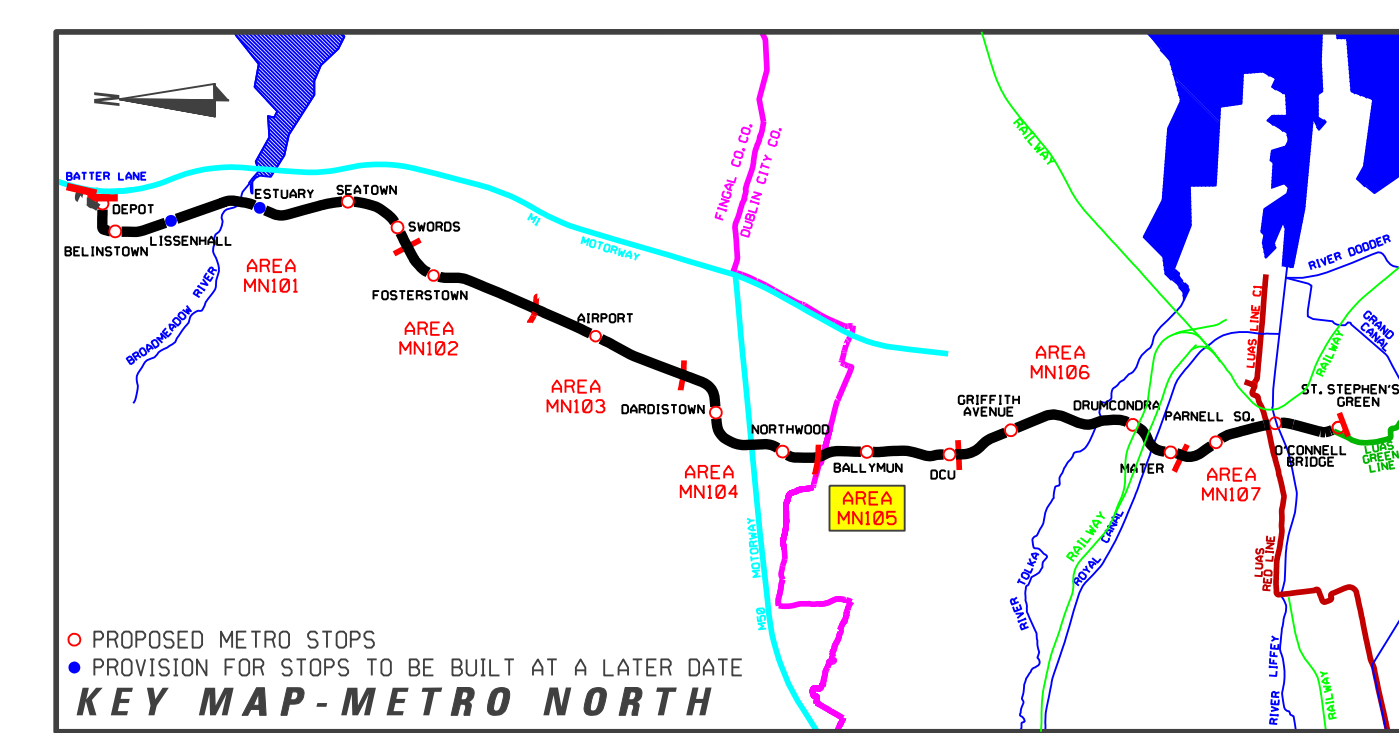 BATTER LANE
DEPOT
BELINSTOWN
LISSENHALL
ESTUARY
SEATOWN
SWORDS
FOSTERSTOWN
BROADMEADOW RIVER
AREA
MN101
AREA
MN102
AIRPORT
AREA
MN103
DARDISTOWN
M1
MOTORWAY
FINGAL CO. CO.
DUBLIN CITY CO.
NORTHWOOD
AREA
MN104
MOTORWAY
M50
BALLYMUN
AREA
MN105
DCU
GRIFFITH
AVENUE
AREA
MN106
DRUMCONDRA
MATER
PARNELL SQ.
AREA
MN107
O'CONNELL
BRIDGE
ST. STEPHEN'S
GREEN
LUAS
GREEN
LINE
LUAS LINE C1
LUAS
RED LINE
RAILWAY
RAILWAY
RAILWAY
RAILWAY
RIVER DODDER
GRAND
CANAL
ROYAL CANAL
RIVER TOLKA
RIVER LIFFEY
N
PROPOSED METRO STOPS
PROVISION FOR STOPS TO BE BUILT AT A LATER DATE
KEY MAP-METRO NORTH